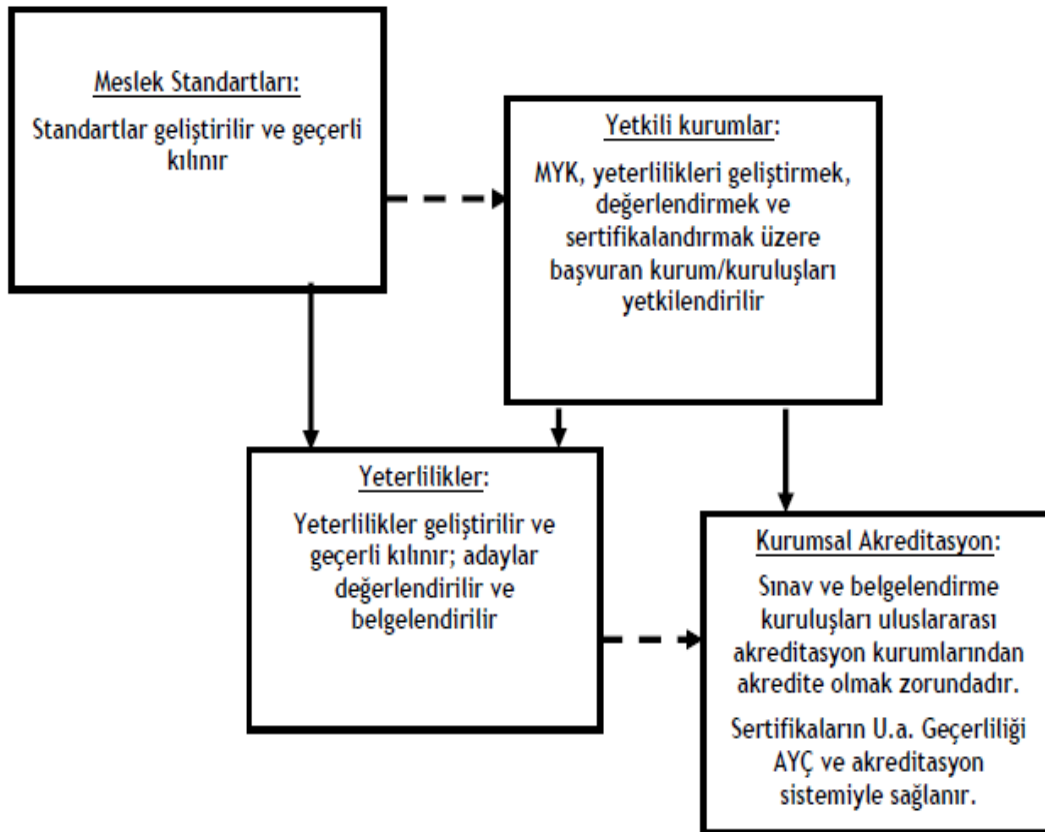 Meslek Standartları:
Standartlar geliştirilir ve geçerli
kılınır
Yetkili kurumlar:
MYK, yeterlilikleri geliştirmek,
değerlendirmek ve
sertifikalandırmak üzere
başvuran kurum/kuruluşları
yetkilendirilir
Yeterlilikler:
Yeterlilikler geliştirilir ve
geçerli kılınır; adaylar
değerlendirilir ve
belgelendirilir
Kurumsal Akreditasyon:
Sınav ve belgelendirme
kuruluşları uluslararası
akreditasyon kurumlarından
akredite olmak zorundadır.
Sertifikaların U.a. Geçerliliği
AYÇ ve akreditasyon
sistemiyle sağlanır.